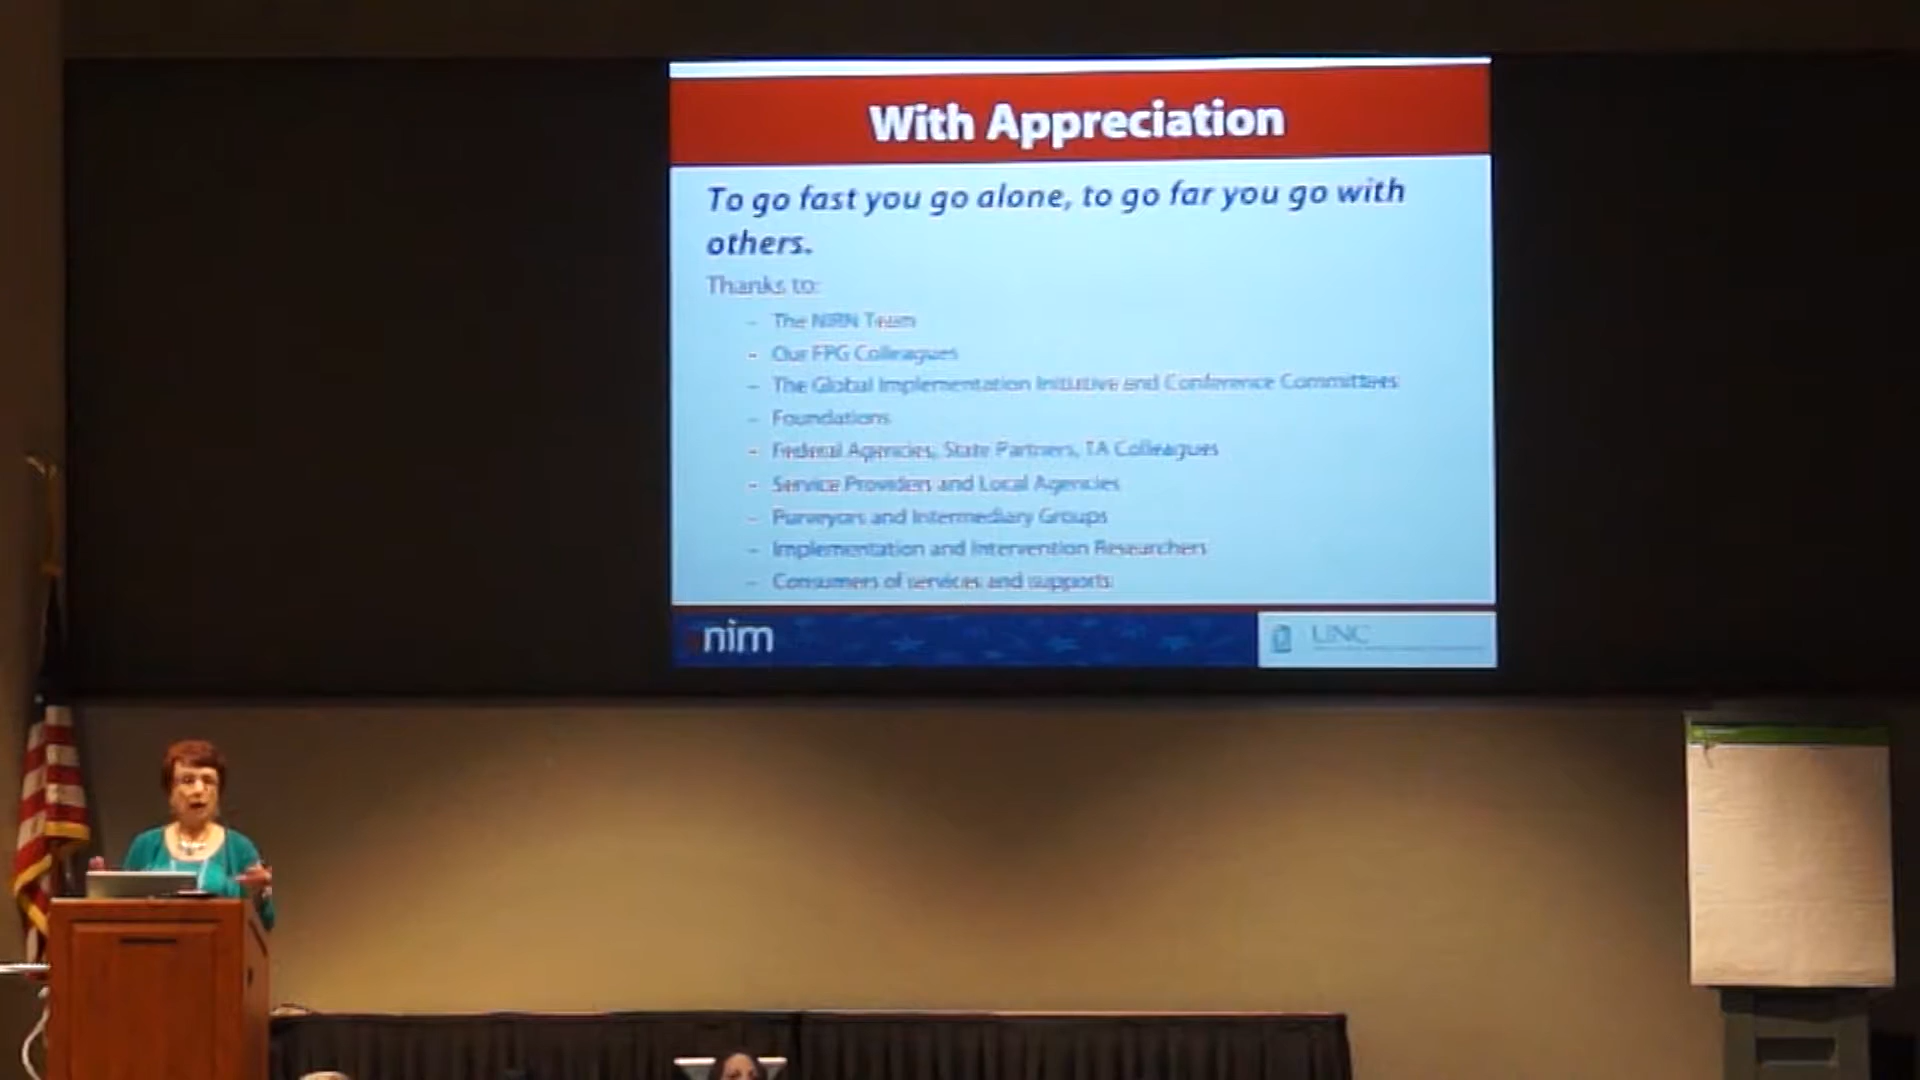 With Appreciation
To go fast you go alone, to go far you go with
others.
Thanks to:
- The NIRN Team
- Our FPG Colleagues
- The Global Implementation Initiative and Conference Committees
- Foundations
- Federal Agencies, State Partners, TA Colleagues
- Service Providers and Local Agencies
- Purveyors and Intermediary Groups
- Implementation and Intervention Researchers
- Consumers of services and supports
nim
UNC